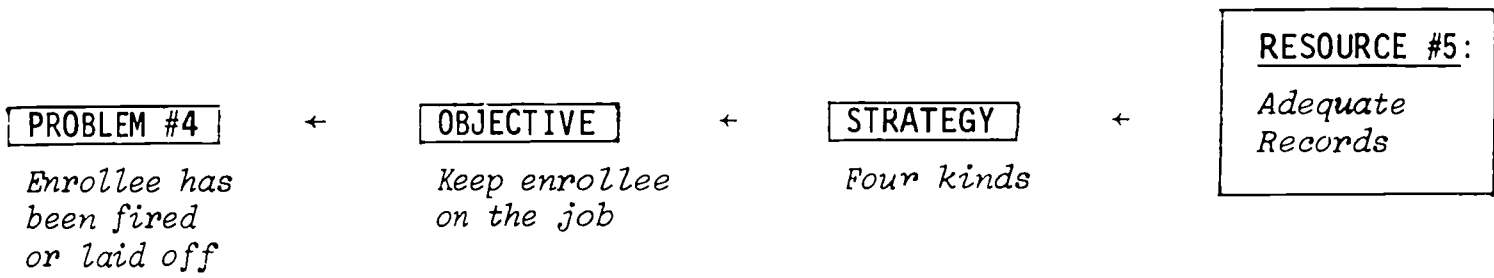 RESOURCE #5:
Adequate
Records
PROBLEM #4 ← OBJECTIVE ← STRATEGY ←
Enrollee has
been fired
or laid off
Keep enrollee
on the job
Four kinds